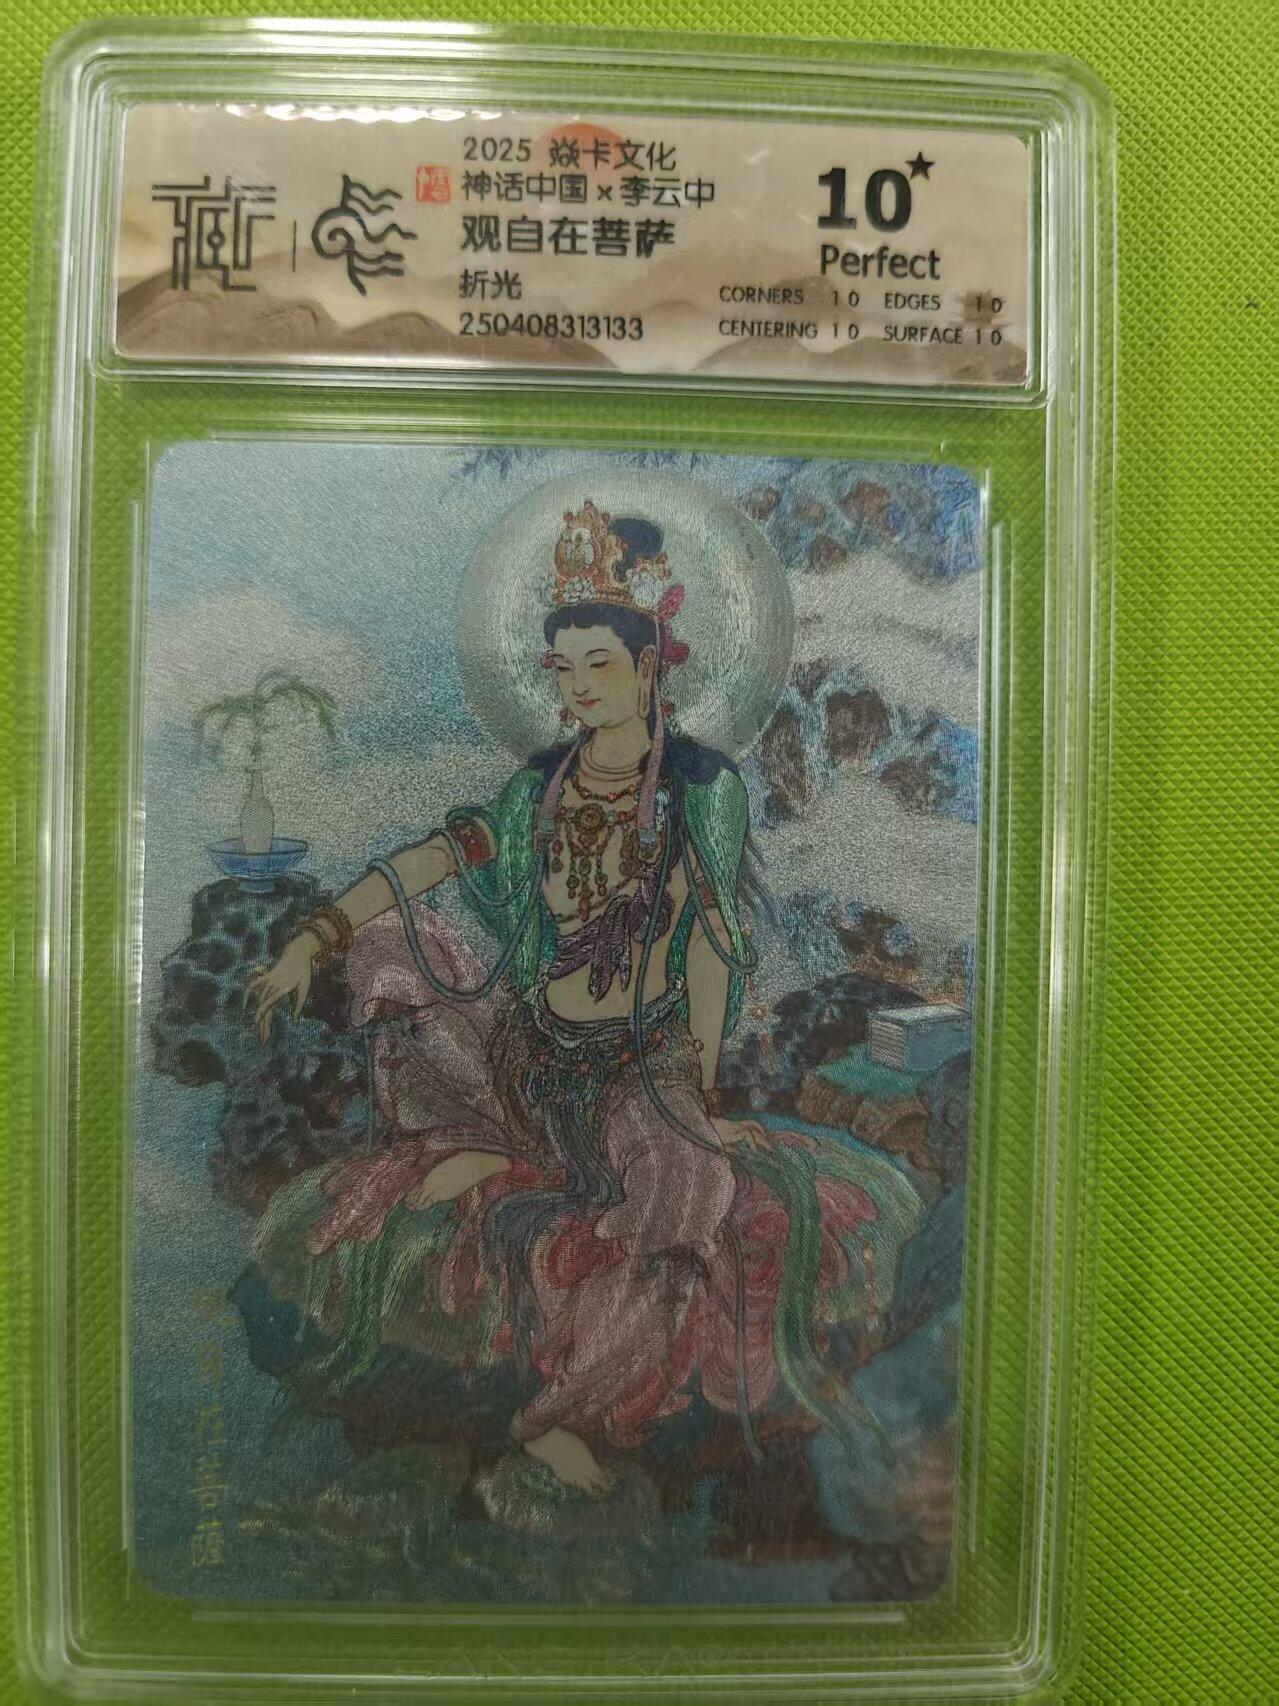 2025 焱卡文化
神话中国 × 李云中
观自在菩萨
折光
250408313133
10★
Perfect
CORNERS 10 EDGES 10
CENTERING 10 SURFACE 10
藏
观自在菩萨